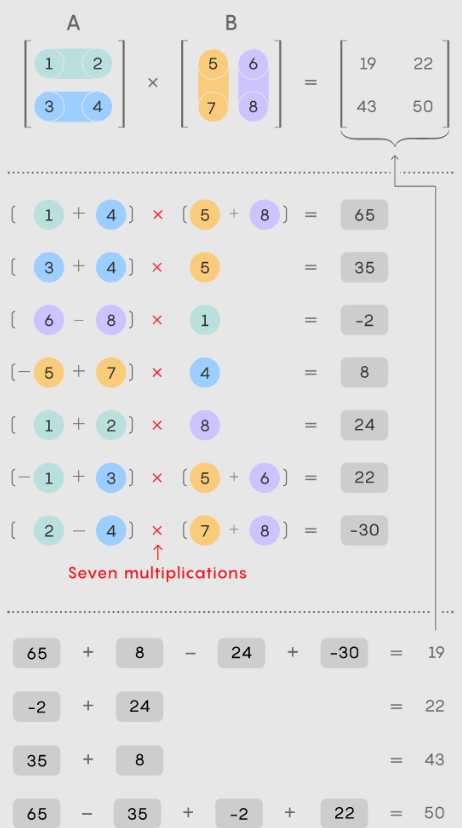 A B
1 2 5 6 19 22
× =
3 4 7 8 43 50
( 1 + 4 ) × ( 5 + 8 ) = 65
( 3 + 4 ) × 5 = 35
( 6 − 8 ) × 1 = -2
(− 5 + 7 ) × 4 = 8
( 1 + 2 ) × 8 = 24
(− 1 + 3 ) × ( 5 + 6 ) = 22
( 2 − 4 ) × ( 7 + 8 ) = -30
Seven multiplications
65 + 8 − 24 + -30 = 19
-2 + 24 = 22
35 + 8 = 43
65 − 35 + -2 + 22 = 50